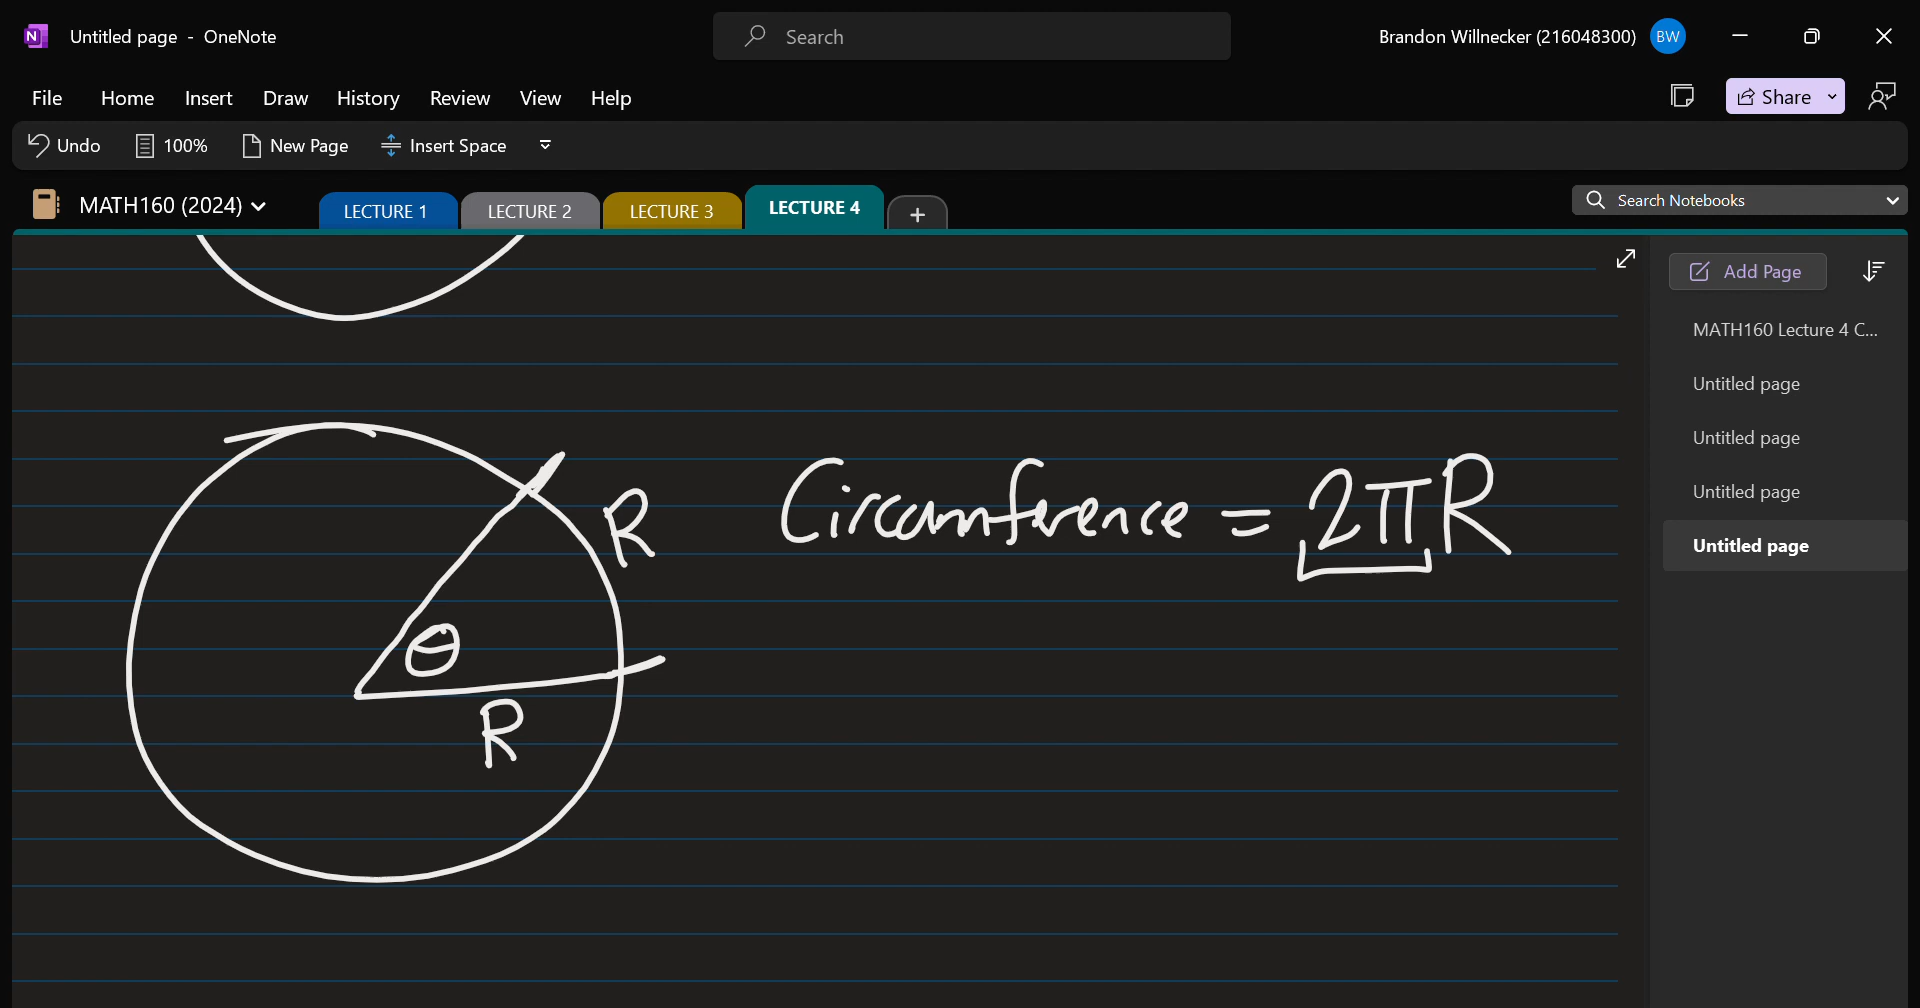 Untitled page - OneNote
Search
Brandon Willnecker (216048300)
BW
File Home Insert Draw History Review View Help
Share
Undo 100% New Page Insert Space
MATH160 (2024)
LECTURE 1
LECTURE 2
LECTURE 3
LECTURE 4
+
Search Notebooks
Add Page
MATH160 Lecture 4 C...
Untitled page
Untitled page
Untitled page
Untitled page
R
Circumference = 2πR
θ
R